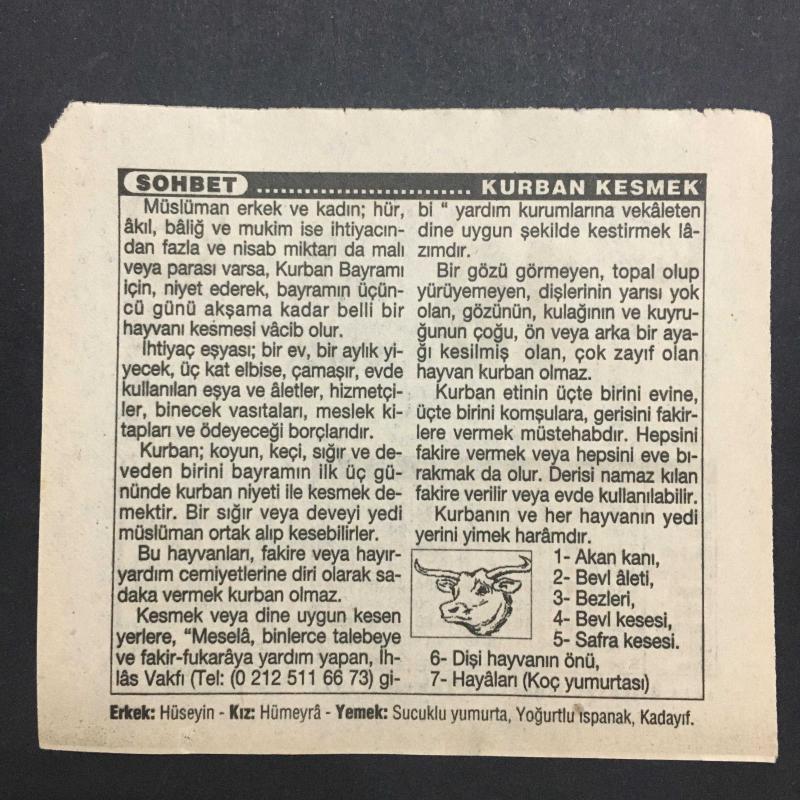 SOHBET ........................... KURBAN KESMEK
Müslüman erkek ve kadın; hür,
âkıl, bâliğ ve mukim ise ihtiyacın-
dan fazla ve nisab miktarı da malı
veya parası varsa, Kurban Bayramı
için, niyet ederek, bayramın üçün-
cü günü akşama kadar belli bir
hayvanı kesmesi vâcib olur.
İhtiyaç eşyası; bir ev, bir aylık yi-
yecek, üç kat elbise, çamaşır, evde
kullanılan eşya ve âletler, hizmetçi-
ler, binecek vasıtaları, meslek ki-
tapları ve ödeyeceği borçlarıdır.
Kurban; koyun, keçi, sığır ve de-
veden birini bayramın ilk üç gü-
nünde kurban niyeti ile kesmek de-
mektir. Bir sığır veya deveyi yedi
müslüman ortak alıp kesebilirler.
Bu hayvanları, fakire veya hayır-
yardım cemiyetlerine diri olarak sa-
daka vermek kurban olmaz.
Kesmek veya dine uygun kesen
yerlere, "Meselâ, binlerce talebeye
ve fakir-fukarâya yardım yapan, İh-
lâs Vakfı (Tel: (0 212 511 66 73) gi-
bi " yardım kurumlarına vekâleten
dine uygun şekilde kestirmek lâ-
zımdır.
Bir gözü görmeyen, topal olup
yürüyemeyen, dişlerinin yarısı yok
olan, gözünün, kulağının ve kuyru-
ğunun çoğu, ön veya arka bir aya-
ğı kesilmiş olan, çok zayıf olan
hayvan kurban olmaz.
Kurban etinin üçte birini evine,
üçte birini komşulara, gerisini fakir-
lere vermek müstehabdır. Hepsini
fakire vermek veya hepsini eve bı-
rakmak da olur. Derisi namaz kılan
fakire verilir veya evde kullanılabilir.
Kurbanın ve her hayvanın yedi
yerini yimek harâmdır.
1- Akan kanı,
2- Bevl âleti,
3- Bezleri,
4- Bevl kesesi,
5- Safra kesesi.
6- Dişi hayvanın önü,
7- Hayâları (Koç yumurtası)
Erkek: Hüseyin - Kız: Hümeyrâ - Yemek: Sucuklu yumurta, Yoğurtlu ıspanak, Kadayıf.